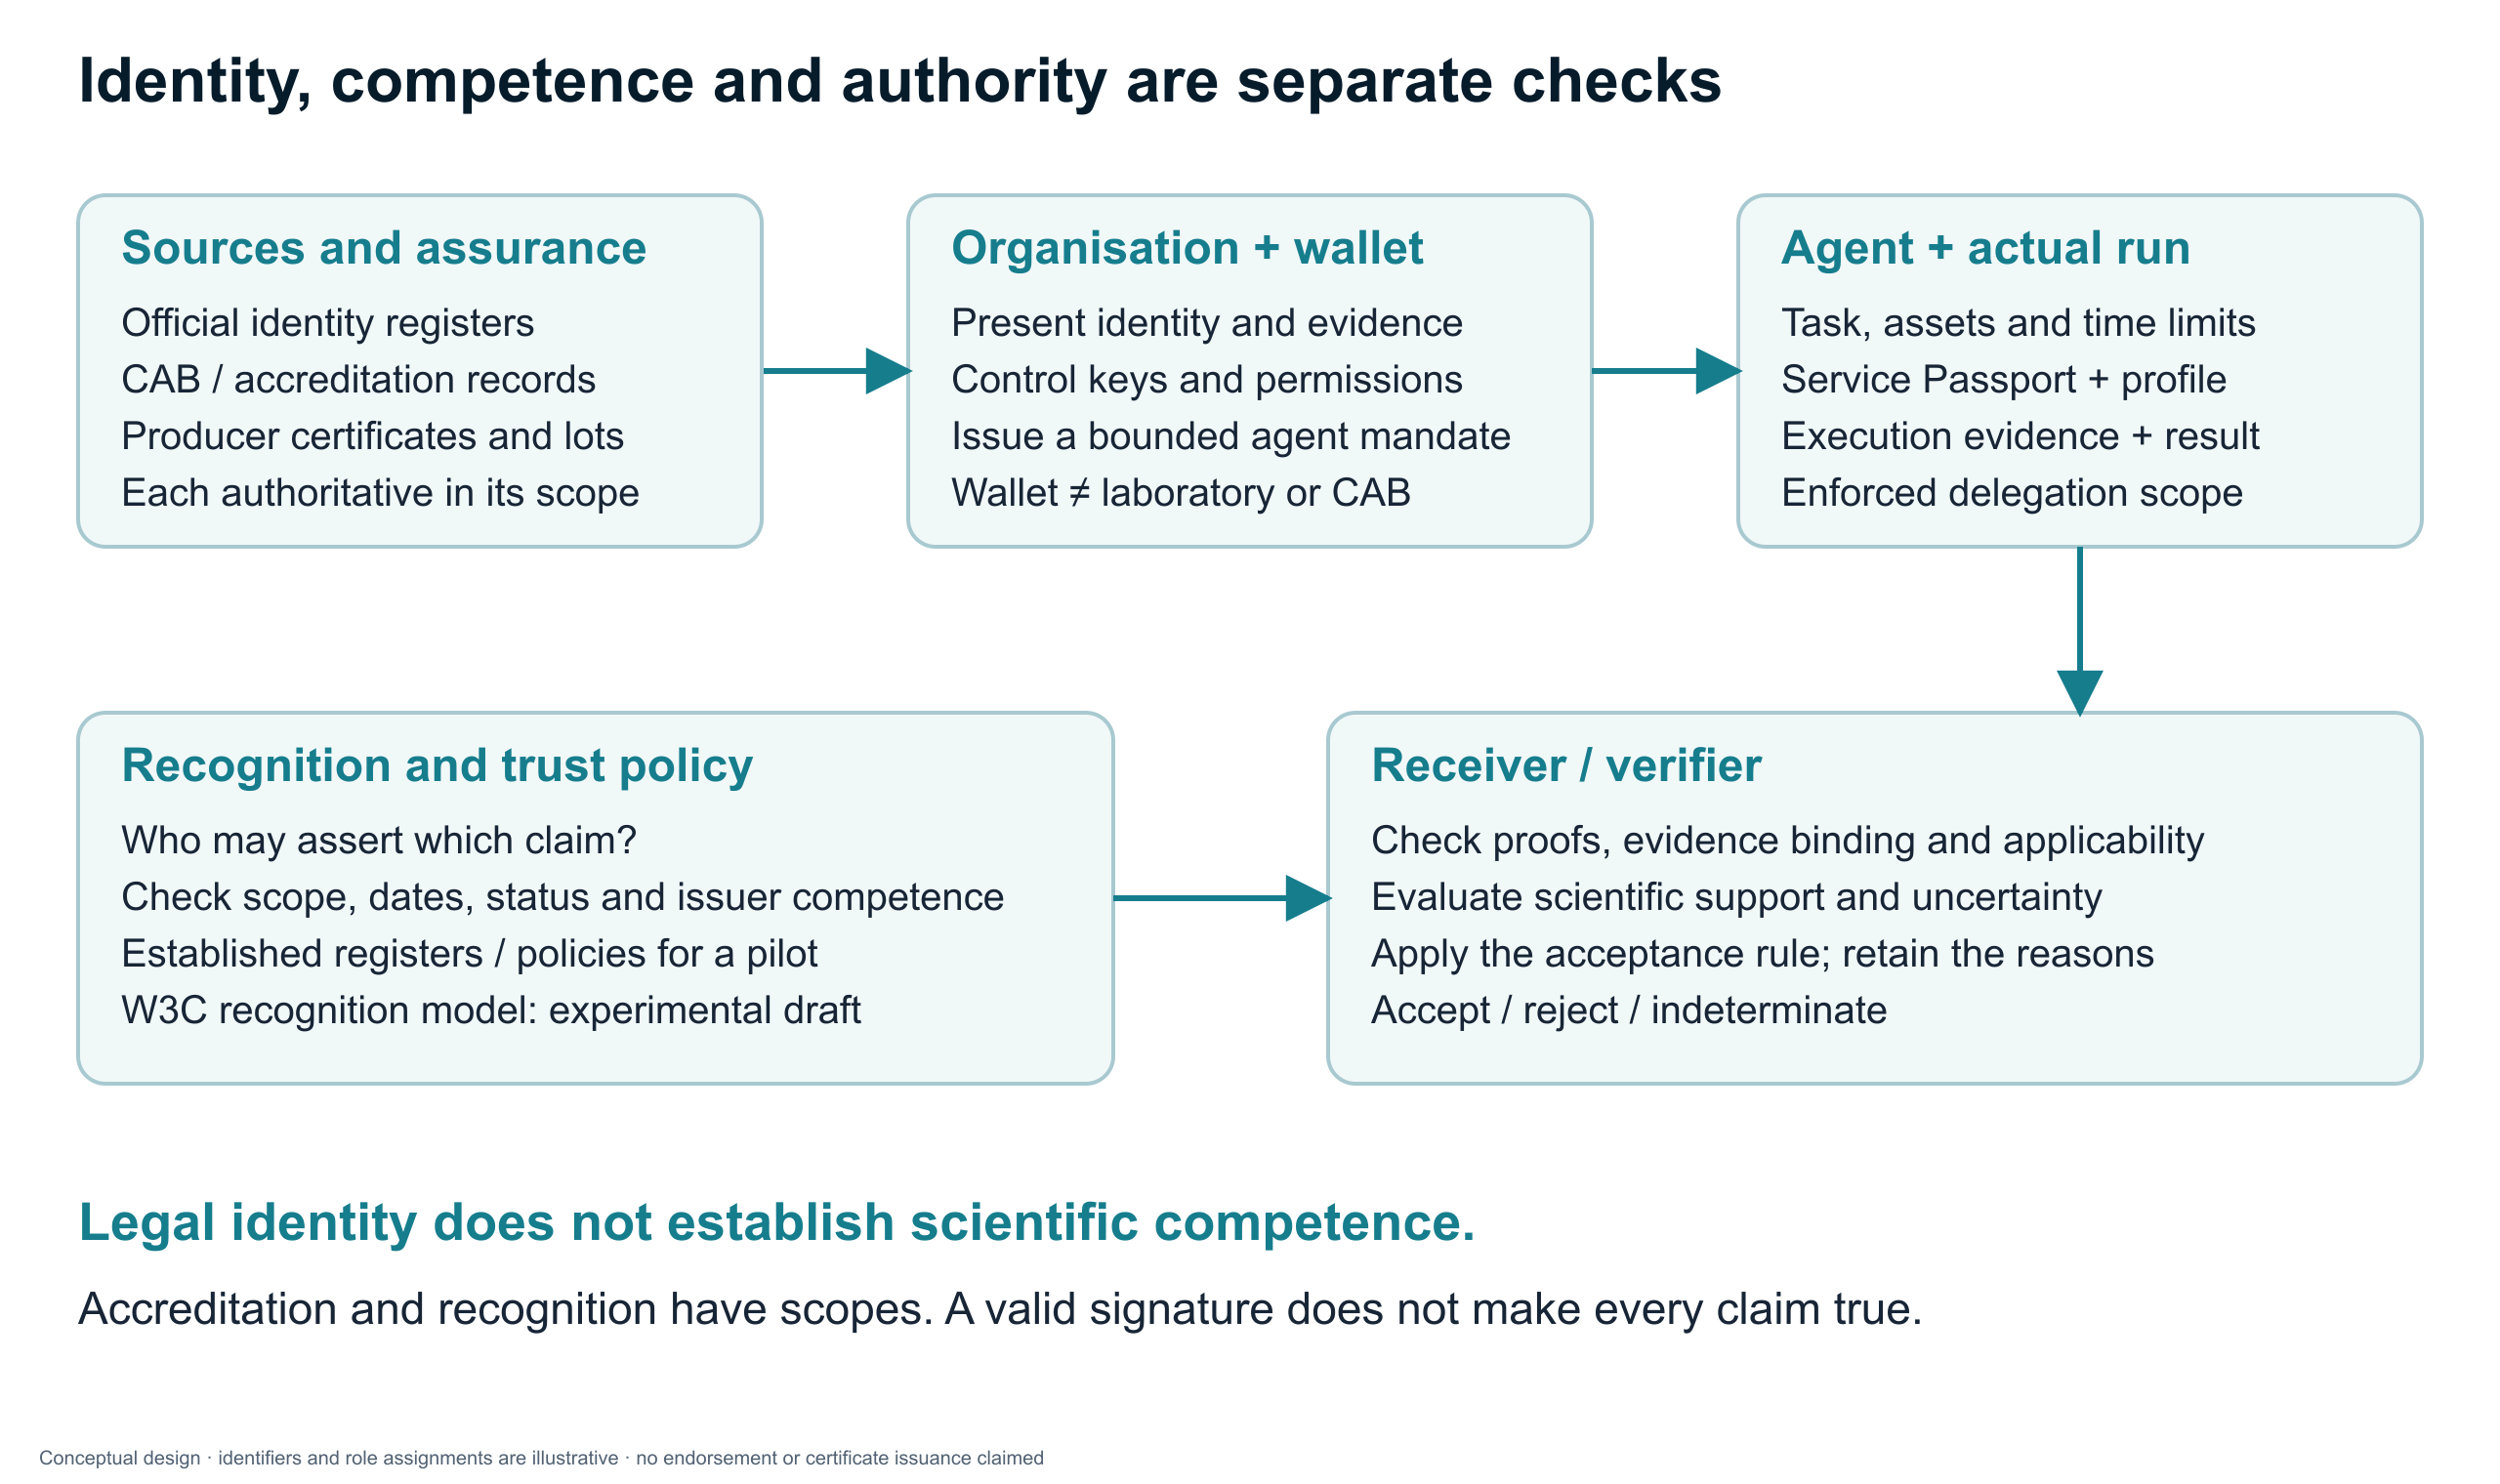 Identity, competence and authority are separate checks
Sources and assurance
Official identity registers
CAB / accreditation records
Producer certificates and lots
Each authoritative in its scope
Organisation + wallet
Present identity and evidence
Control keys and permissions
Issue a bounded agent mandate
Wallet ≠ laboratory or CAB
Agent + actual run
Task, assets and time limits
Service Passport + profile
Execution evidence + result
Enforced delegation scope
Recognition and trust policy
Who may assert which claim?
Check scope, dates, status and issuer competence
Established registers / policies for a pilot
W3C recognition model: experimental draft
Receiver / verifier
Check proofs, evidence binding and applicability
Evaluate scientific support and uncertainty
Apply the acceptance rule; retain the reasons
Accept / reject / indeterminate
Legal identity does not establish scientific competence.
Accreditation and recognition have scopes. A valid signature does not make every claim true.
Conceptual design · identifiers and role assignments are illustrative · no endorsement or certificate issuance claimed